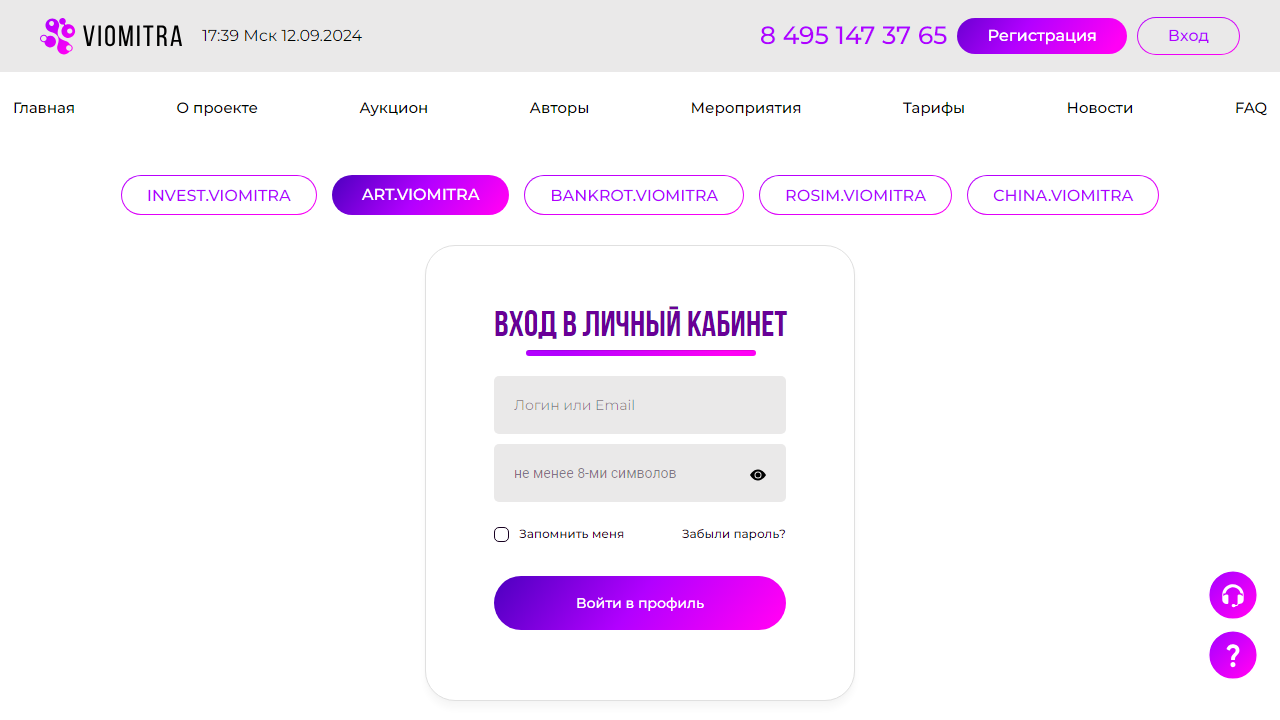 VIOMITRA
17:39 Мск 12.09.2024
8 495 147 37 65
Регистрация
Вход
Главная
О проекте
Аукцион
Авторы
Мероприятия
Тарифы
Новости
FAQ
INVEST.VIOMITRA
ART.VIOMITRA
BANKROT.VIOMITRA
ROSIM.VIOMITRA
CHINA.VIOMITRA
ВХОД В ЛИЧНЫЙ КАБИНЕТ
Логин или Email
не менее 8-ми символов
Запомнить меня
Забыли пароль?
Войти в профиль
?